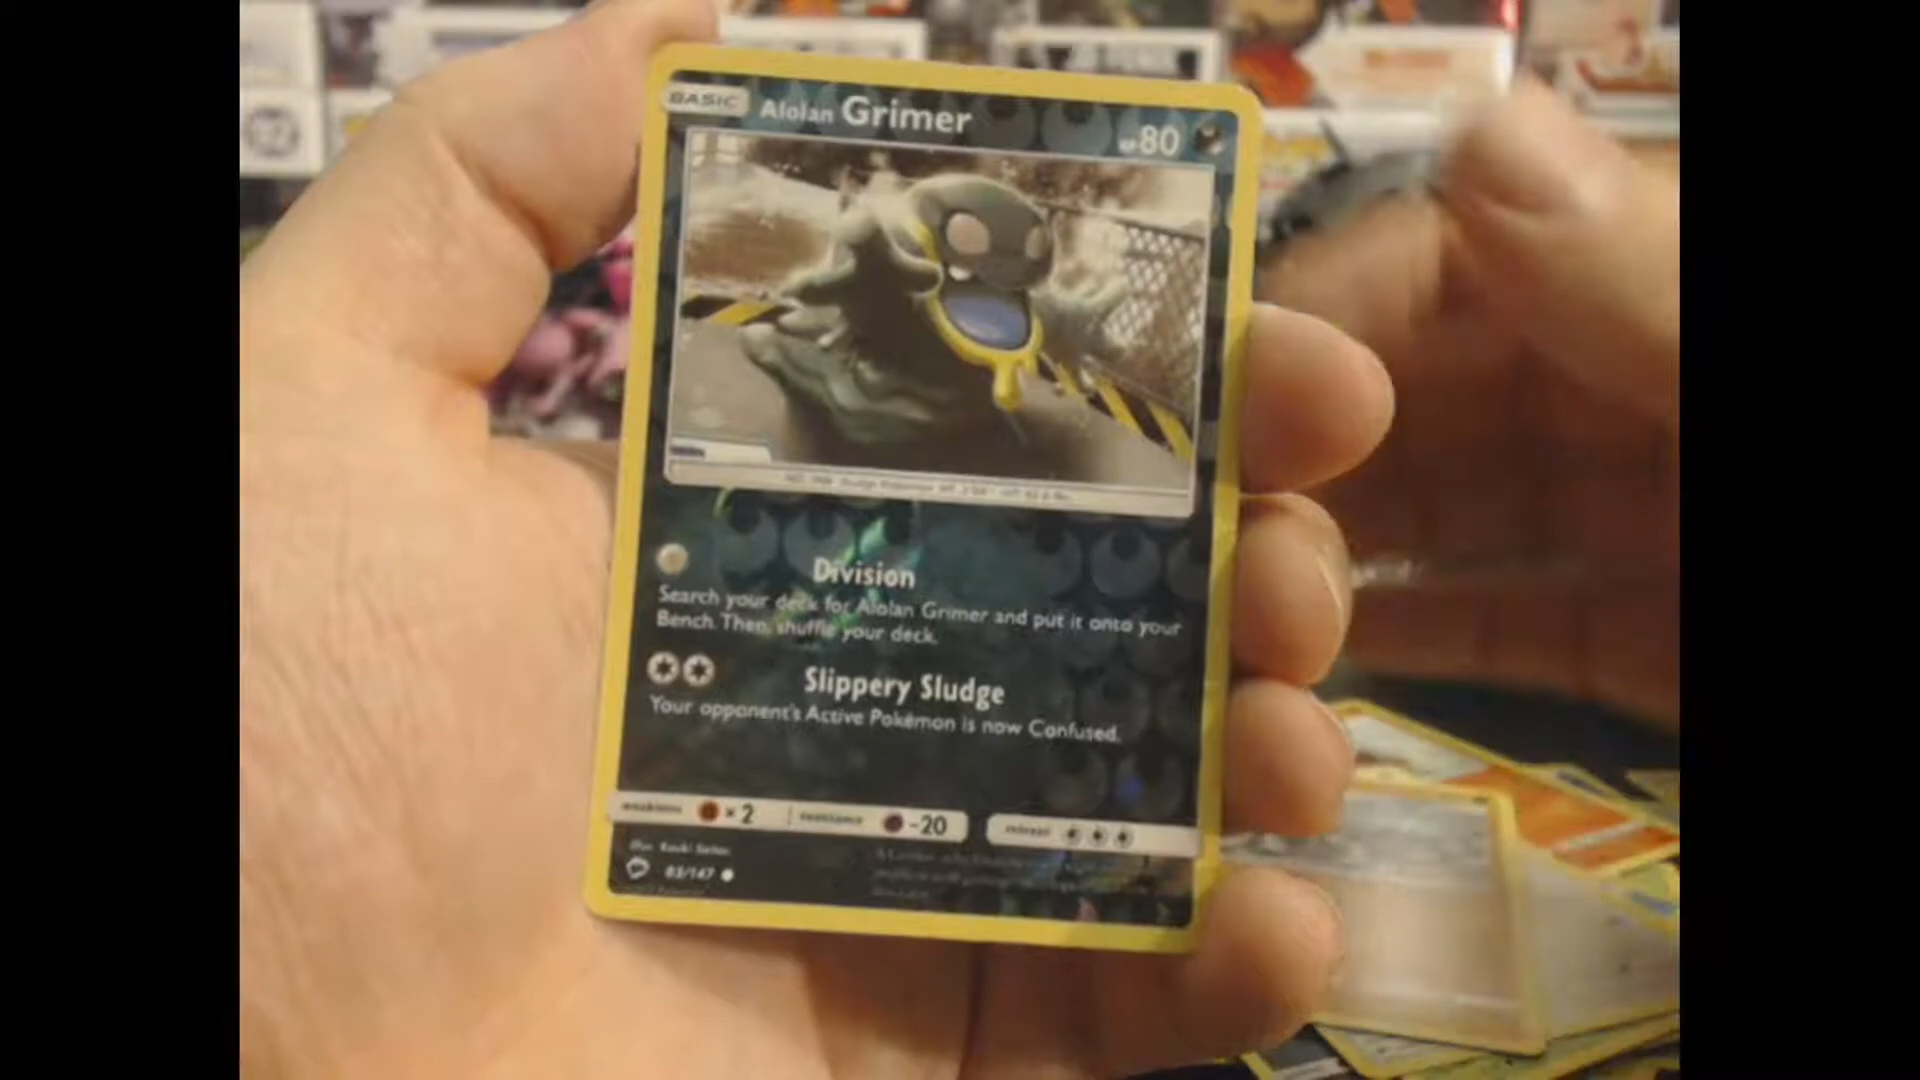 BASIC
Alolan Grimer
HP 80
Division
Search your deck for Alolan Grimer and put it onto your
Bench. Then, shuffle your deck.
Slippery Sludge
Your opponent's Active Pokémon is now Confused.
weakness × 2 resistance -20 retreat
83/147